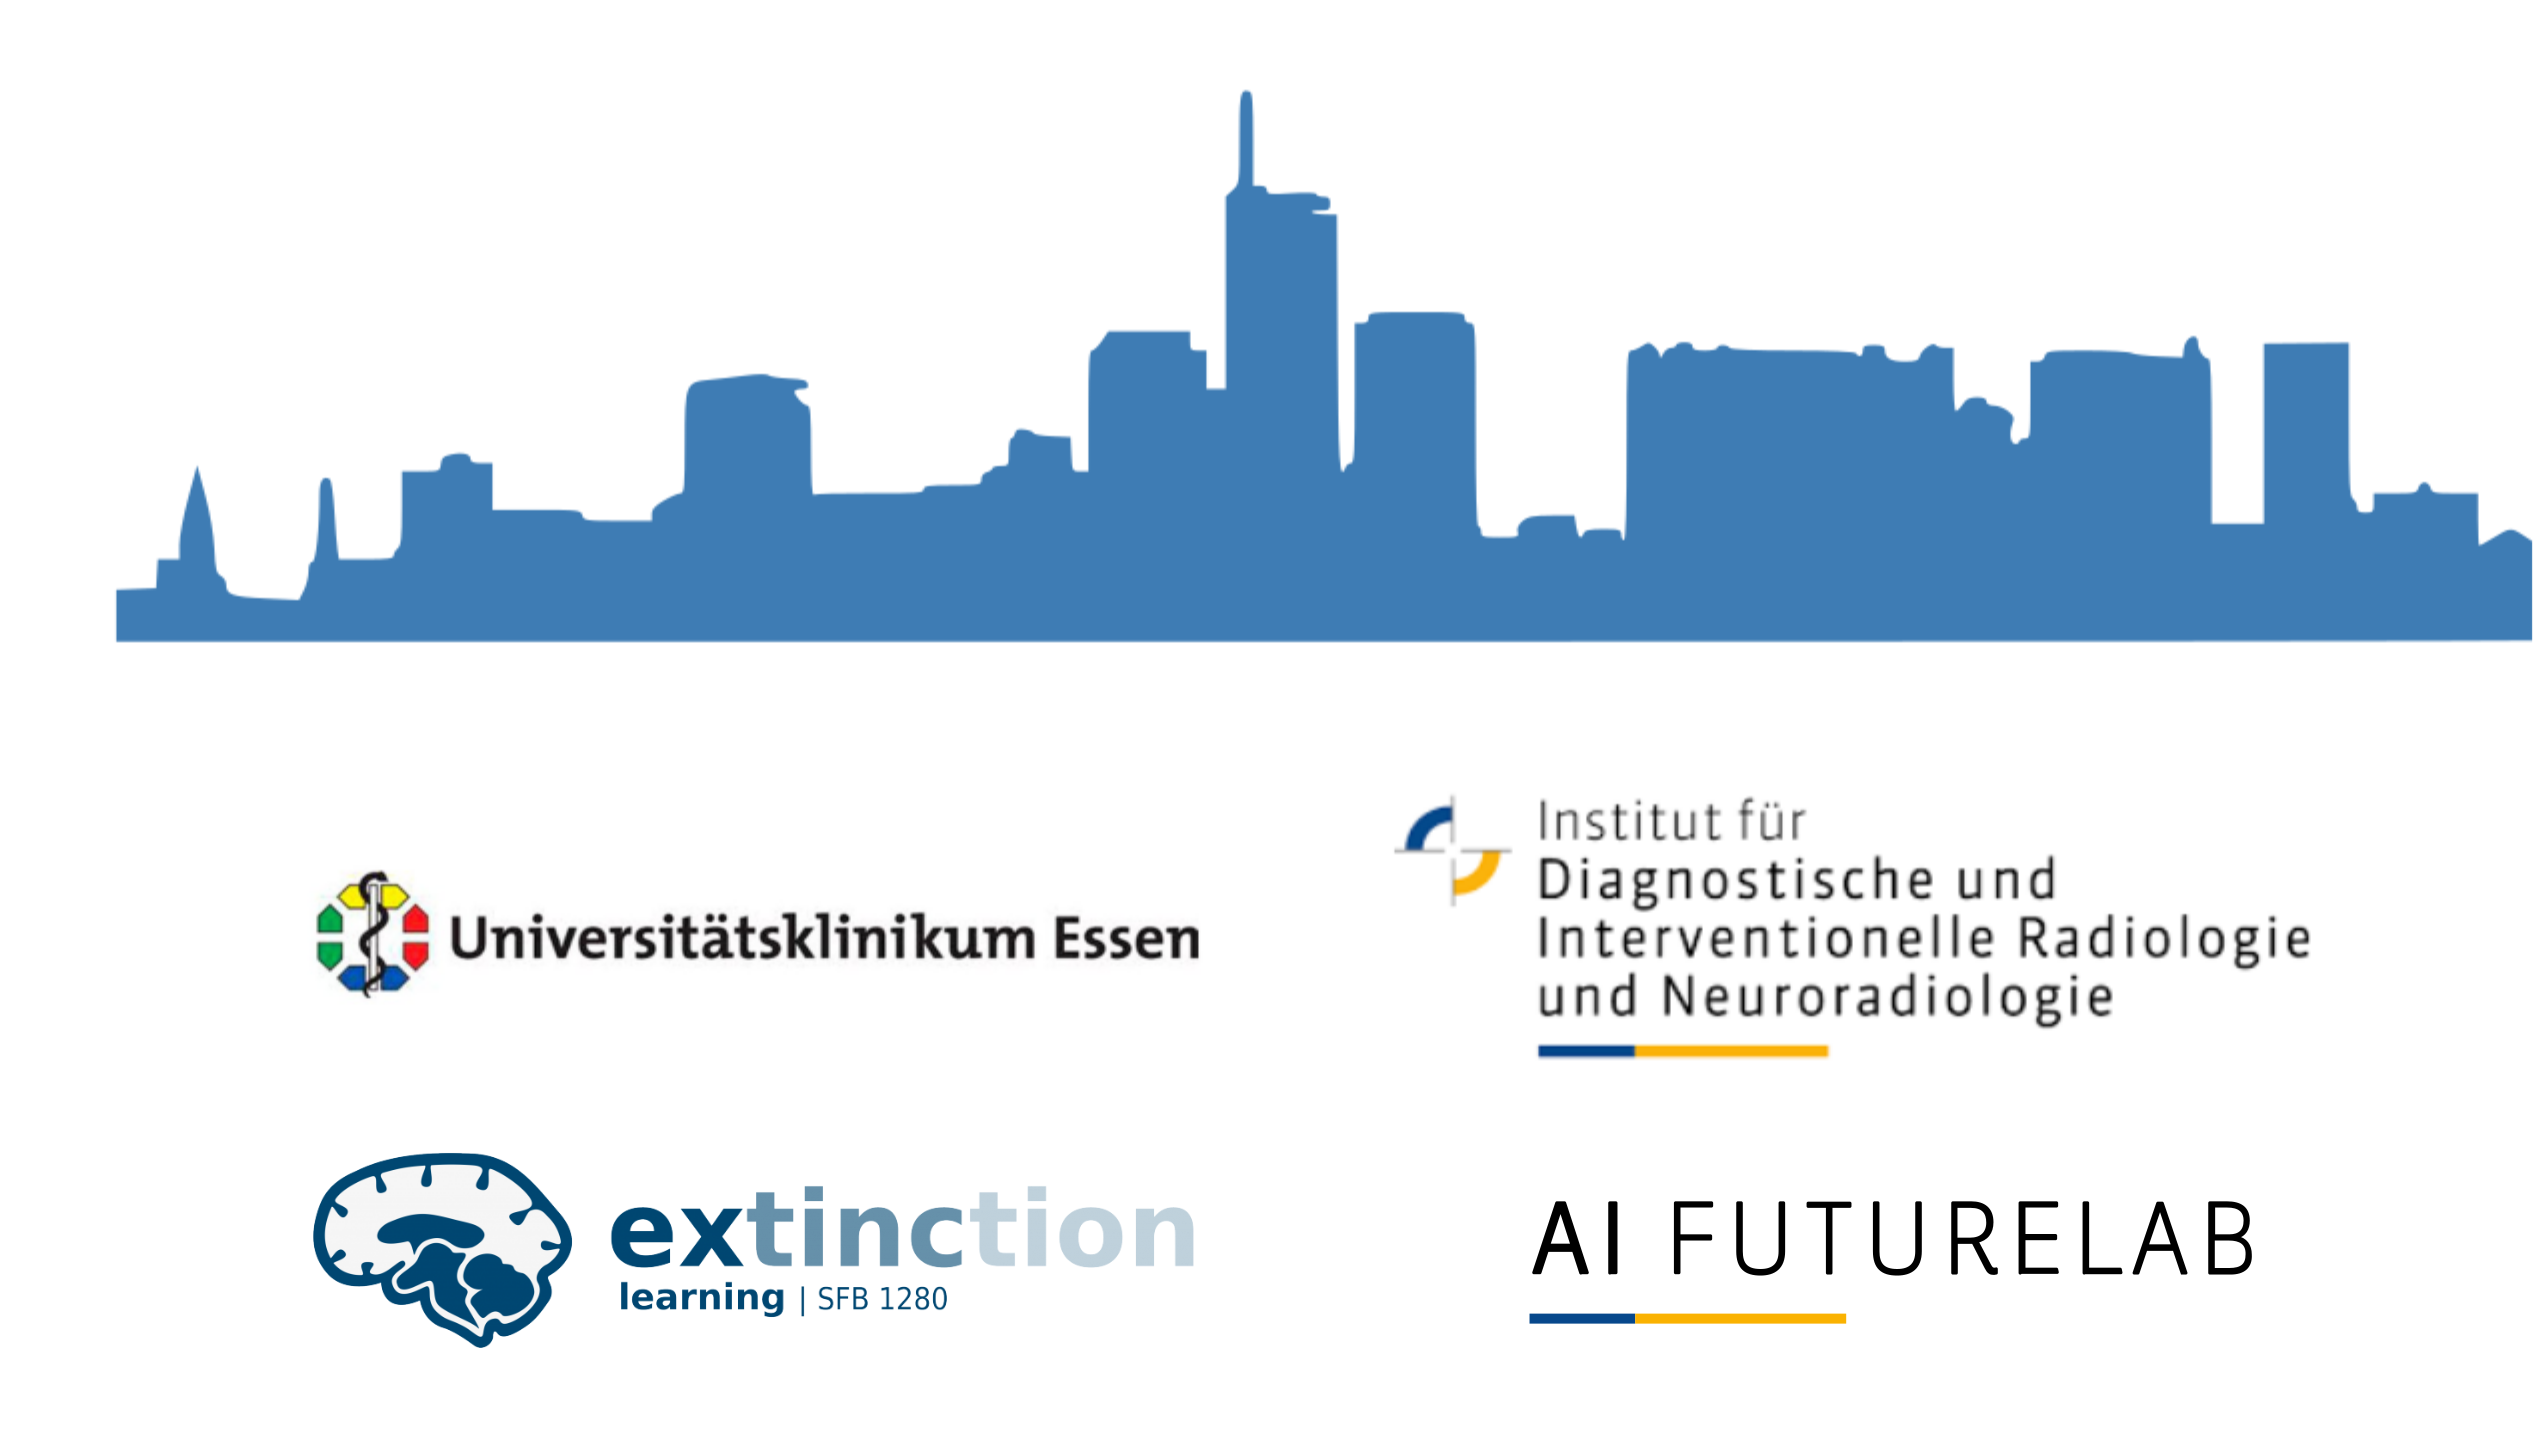 Universitätsklinikum Essen
Institut für
Diagnostische und
Interventionelle Radiologie
und Neuroradiologie
extinction
learning | SFB 1280
AI FUTURELAB